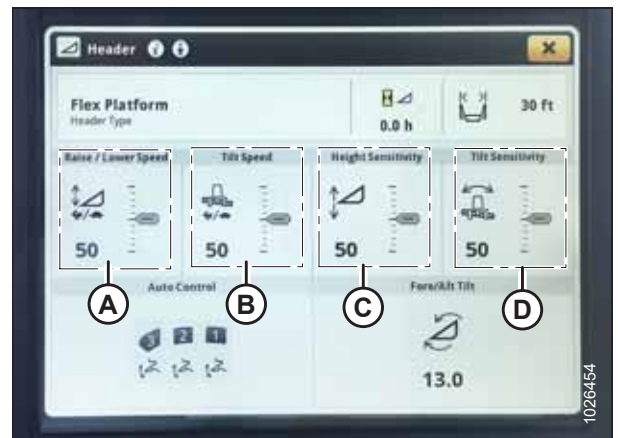 Header
Flex Platform
Header Type
0.0 h
30 ft
Raise / Lower Speed
Tilt Speed
Height Sensitivity
Tilt Sensitivity
50
50
50
50
A
B
C
D
Auto Control
Fore/Aft Tilt
3 2 1
13.0
1026454